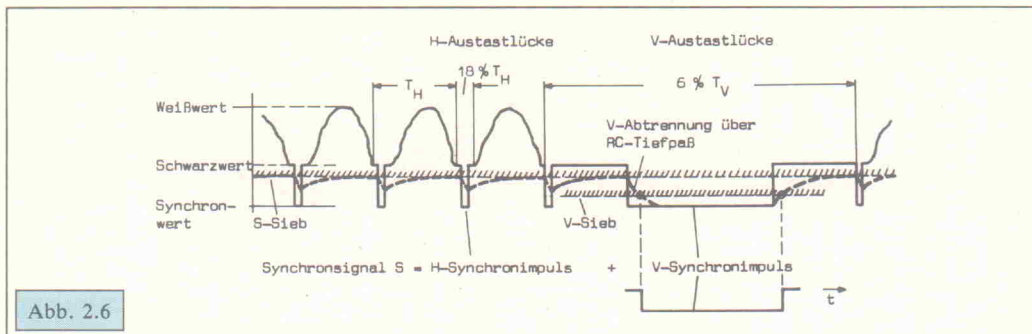 H-Austastlücke V-Austastlücke
18 % T_H
T_H 6 % T_V
Weißwert
V-Abtrennung über
RC-Tiefpaß
Schwarzwert
Synchron-
wert
S-Sieb V-Sieb
Synchronsignal S = H-Synchronimpuls + V-Synchronimpuls
t
Abb. 2.6